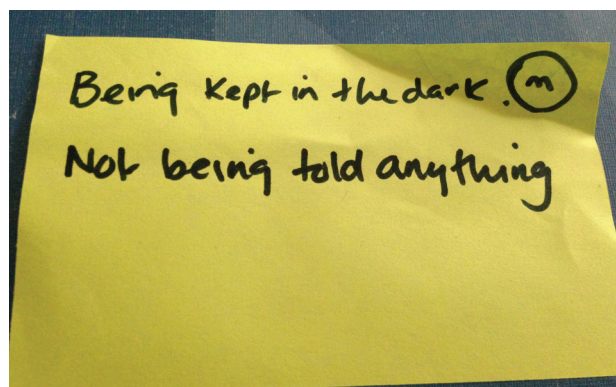 Being kept in the dark. m
Not being told anything